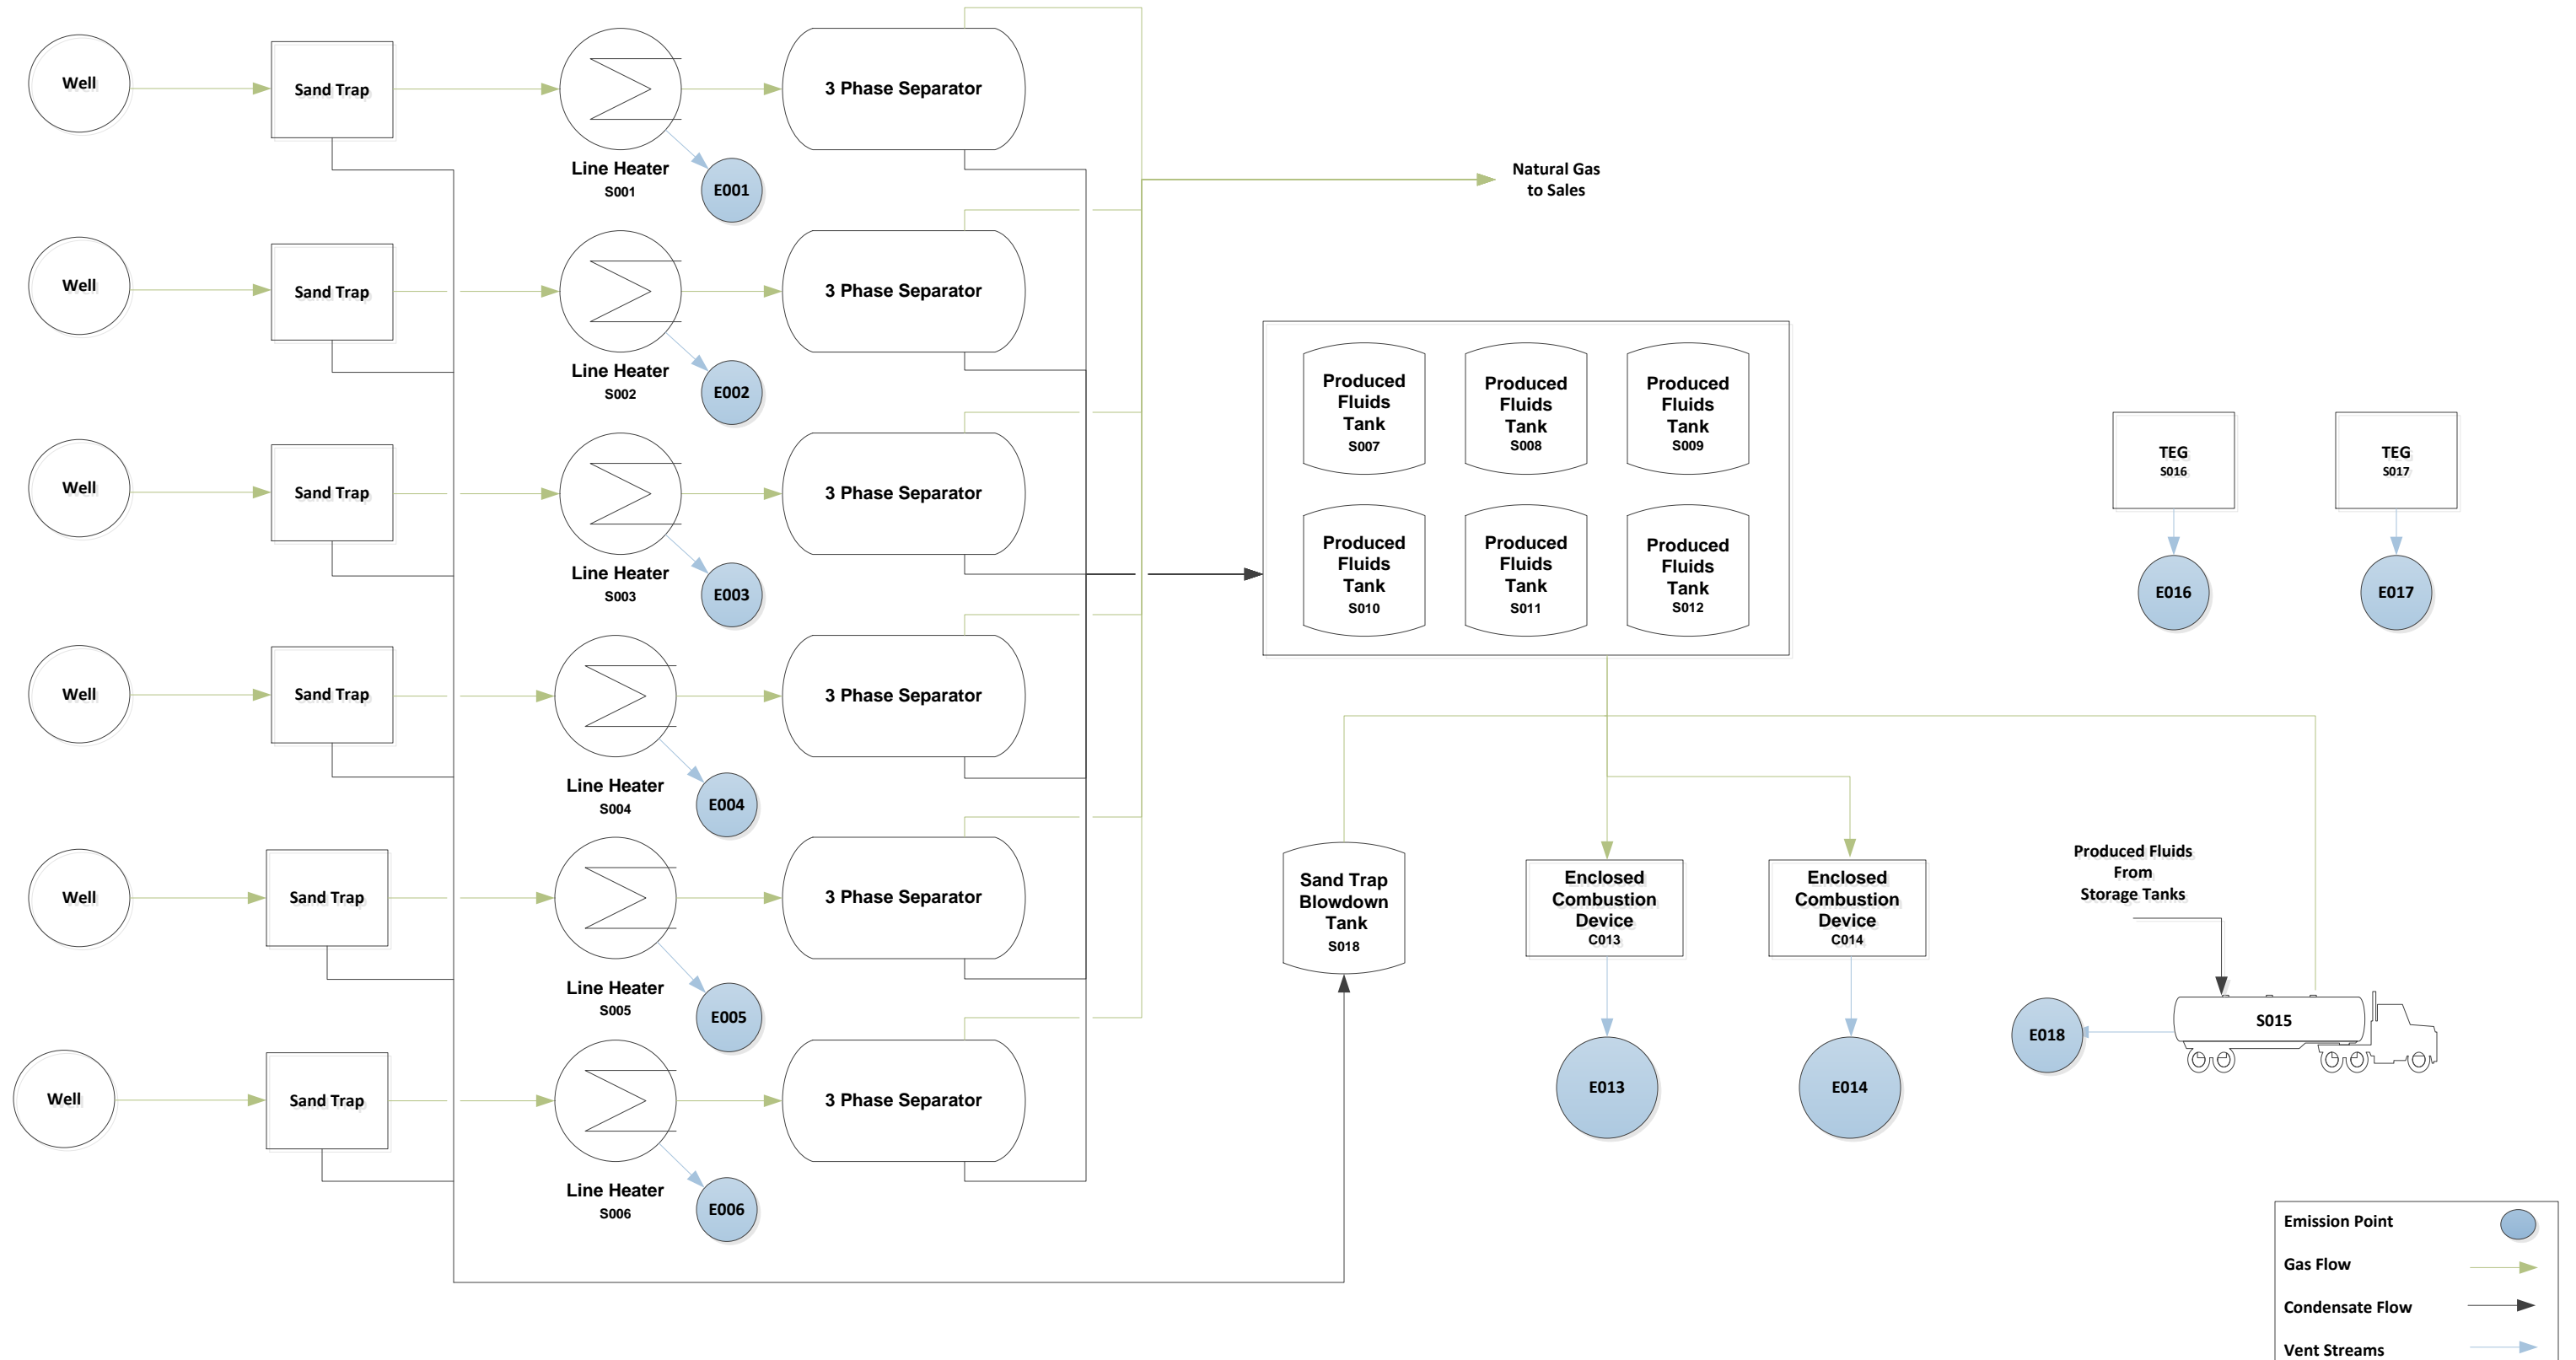 Well
Sand Trap
Line Heater
S001
E001
3 Phase Separator
Natural Gas
to Sales
Well
Sand Trap
Line Heater
S002
E002
3 Phase Separator
Well
Sand Trap
Line Heater
S003
E003
3 Phase Separator
Well
Sand Trap
Line Heater
S004
E004
3 Phase Separator
Well
Sand Trap
Line Heater
S005
E005
3 Phase Separator
Well
Sand Trap
Line Heater
S006
E006
3 Phase Separator
Produced
Fluids
Tank
S007
Produced
Fluids
Tank
S008
Produced
Fluids
Tank
S009
Produced
Fluids
Tank
S010
Produced
Fluids
Tank
S011
Produced
Fluids
Tank
S012
TEG
S016
E016
TEG
S017
E017
Sand Trap
Blowdown
Tank
S018
Enclosed
Combustion
Device
C013
E013
Enclosed
Combustion
Device
C014
E014
Produced Fluids
From
Storage Tanks
S015
E018
Emission Point
Gas Flow
Condensate Flow
Vent Streams